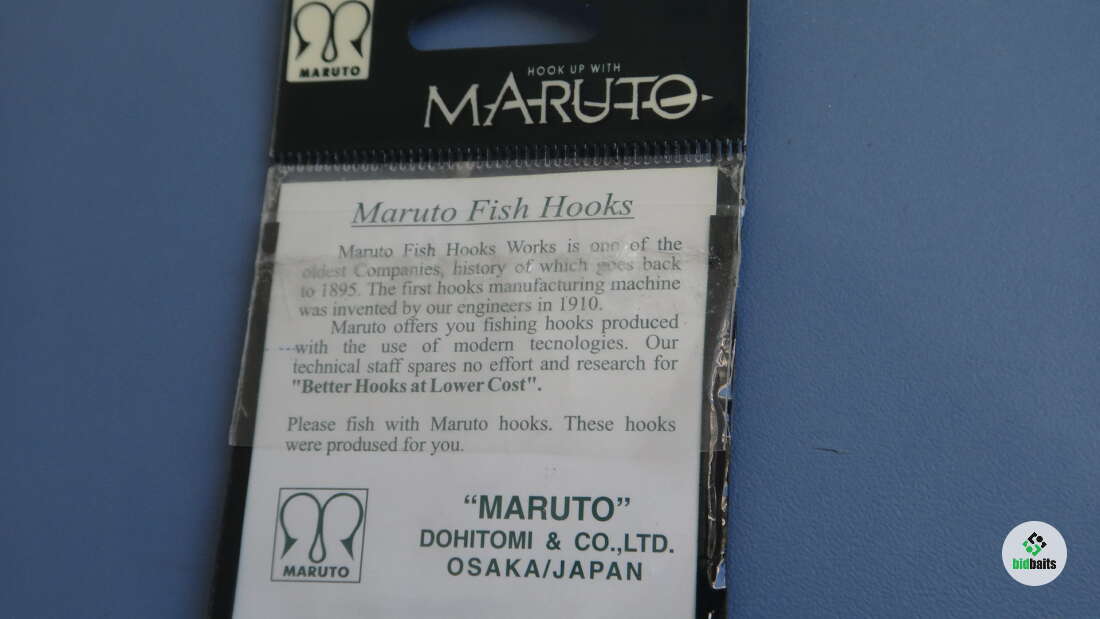 MARUTO
HOOK UP WITH
MARUTO
Maruto Fish Hooks
Maruto Fish Hooks Works is one of the
oldest Companies, history of which goes back
to 1895. The first hooks manufacturing machine
was invented by our engineers in 1910.
Maruto offers you fishing hooks produced
with the use of modern tecnologies. Our
technical staff spares no effort and research for
"Better Hooks at Lower Cost".
Please fish with Maruto hooks. These hooks
were prodused for you.
MARUTO
“MARUTO”
DOHITOMI & CO.,LTD.
OSAKA/JAPAN
bidbaits